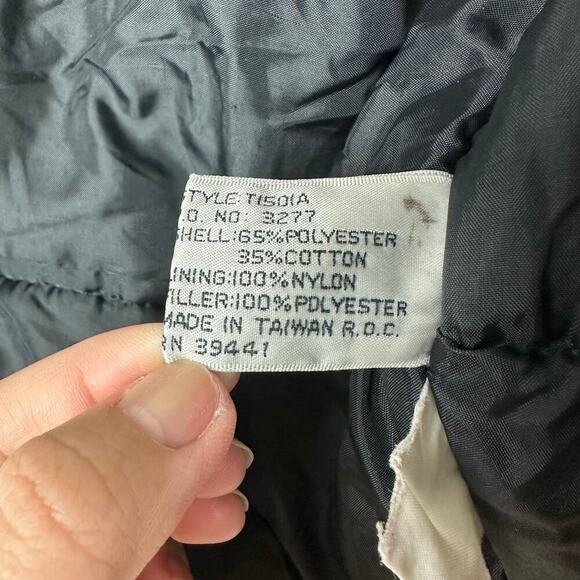 STYLE:T1501A
P.O. NO: 3277
SHELL:65%POLYESTER
35%COTTON
LINING:100%NYLON
FILLER:100%POLYESTER
MADE IN TAIWAN R.O.C.
RN 39441